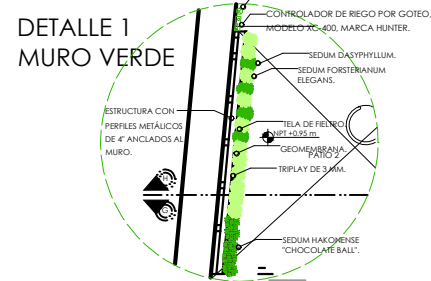 DETALLE 1
MURO VERDE
CONTROLADOR DE RIEGO POR GOTEO,
MODELO XC-400, MARCA HUNTER.
SEDUM DASYPHYLLUM.
SEDUM FORSTERIANUM
ELEGANS.
ESTRUCTURA CON
PERFILES METÁLICOS
DE 4" ANCLADOS AL
MURO.
TELA DE FIELTRO.
NPT +0.95 m
GEOMEMBRANA.
PATIO 2
TRIPLAY DE 3 MM.
H
G
SEDUM HAKONENSE
"CHOCOLATE BALL".